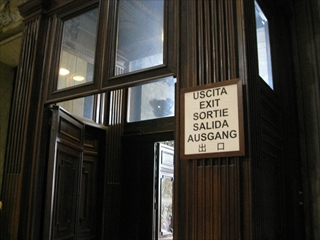 USCITA
EXIT
SORTIE
SALIDA
AUSGANG
出 口